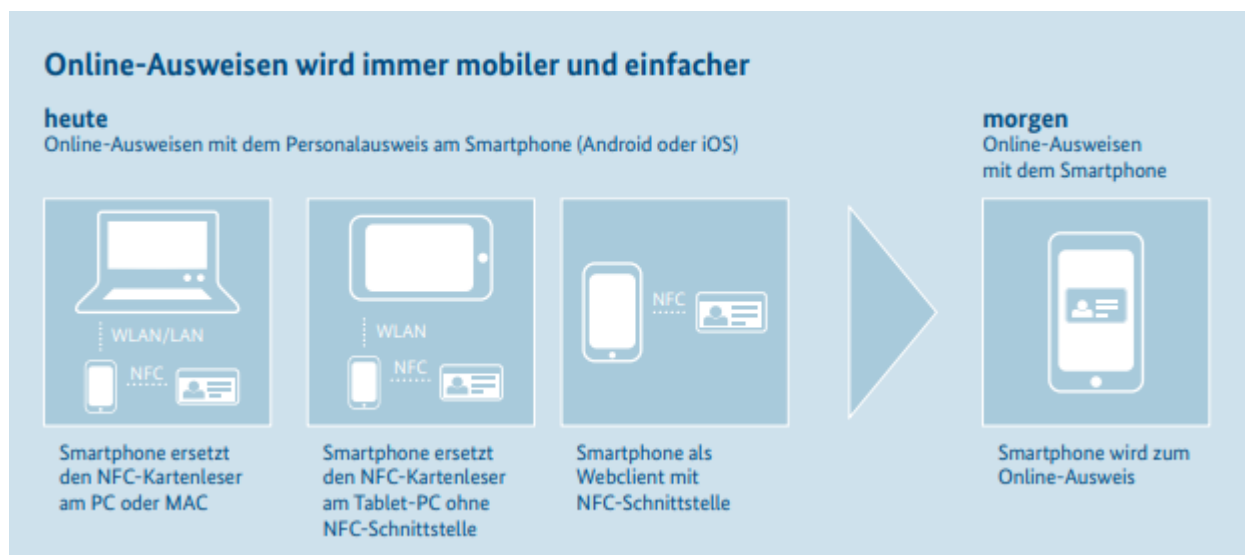 Online-Ausweisen wird immer mobiler und einfacher
heute
Online-Ausweisen mit dem Personalausweis am Smartphone (Android oder iOS)
morgen
Online-Ausweisen
mit dem Smartphone
WLAN/LAN
NFC
WLAN
NFC
NFC
Smartphone ersetzt
den NFC-Kartenleser
am PC oder MAC
Smartphone ersetzt
den NFC-Kartenleser
am Tablet-PC ohne
NFC-Schnittstelle
Smartphone als
Webclient mit
NFC-Schnittstelle
Smartphone wird zum
Online-Ausweis